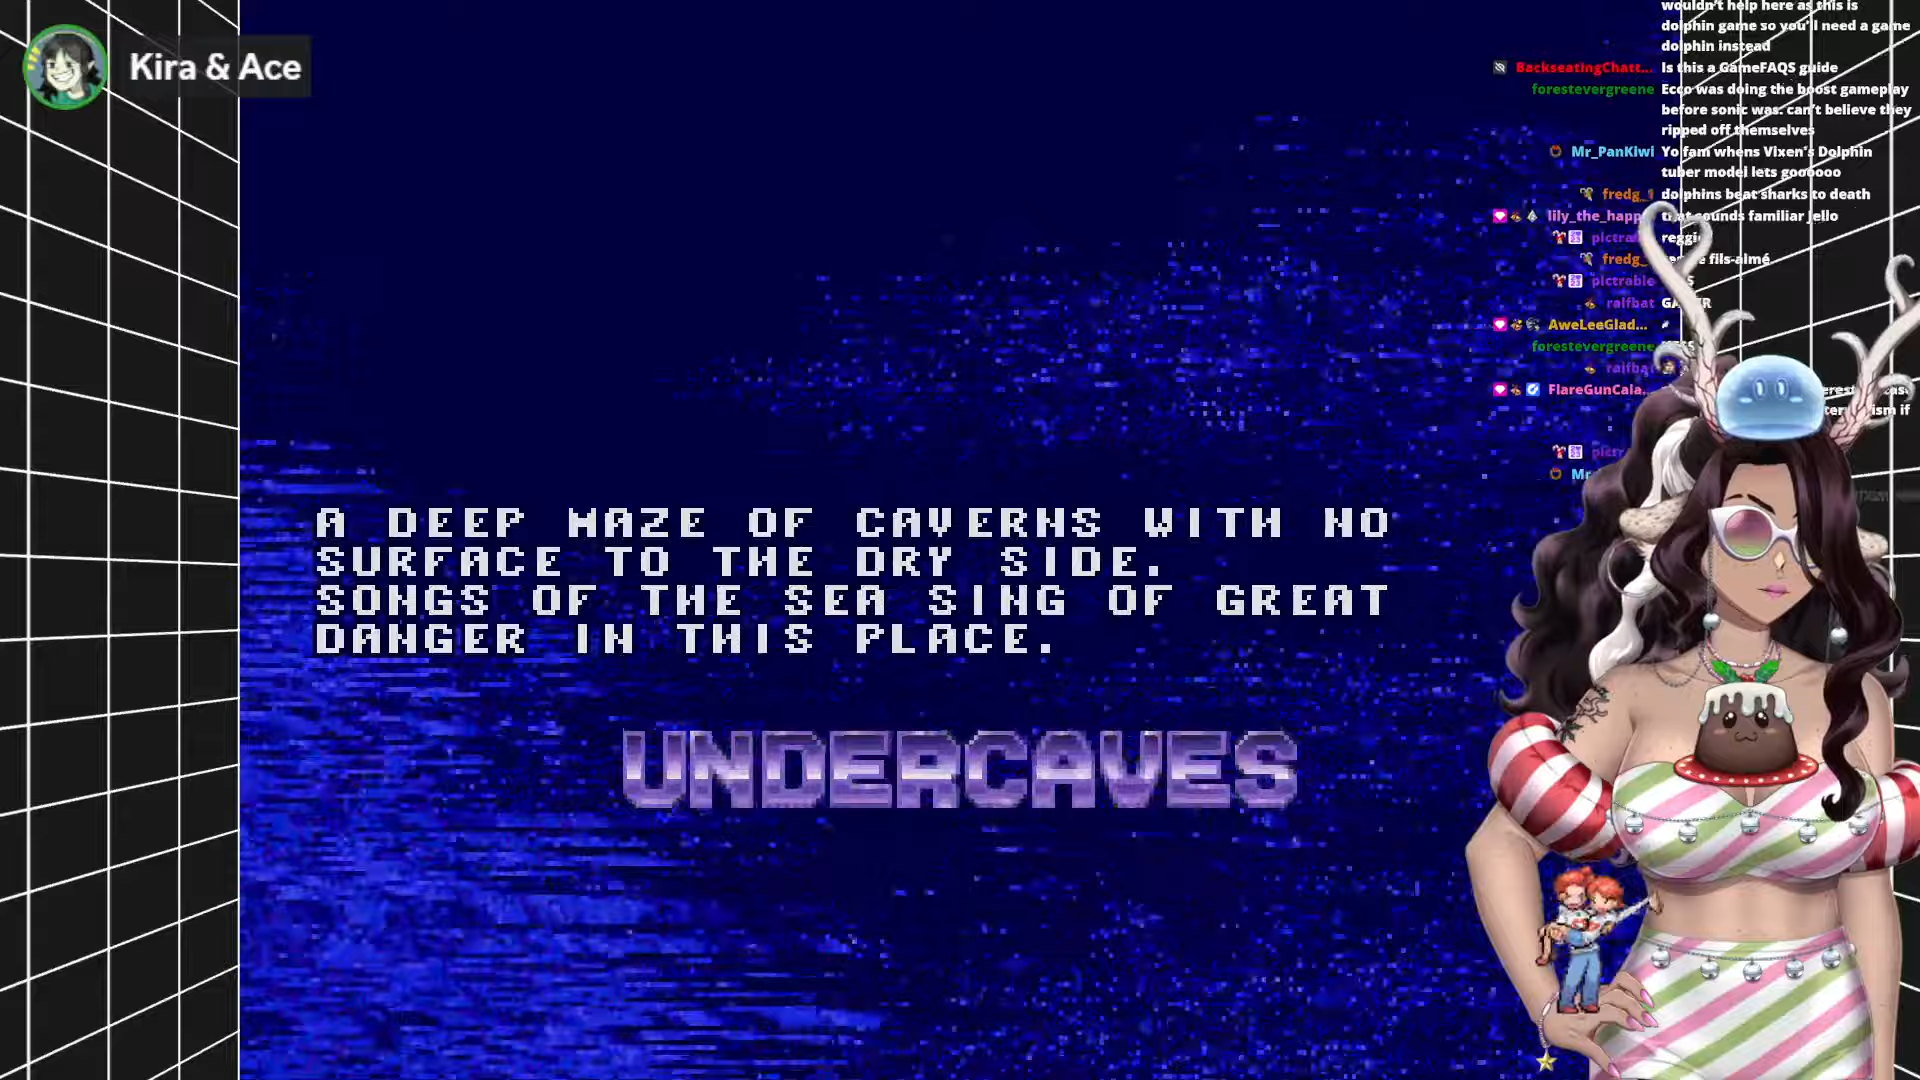 Kira & Ace
wouldn't help here as this is
dolphin game so you'll need a game
dolphin instead
BackseatingChatt... Is this a GameFAQS guide
forestevergreene Ecco was doing the boost gameplay
before sonic was. can't believe they
ripped off themselves
Mr_PanKiwi Yo fam whens Vixen's Dolphin
tuber model lets goooooo
fredg_ dolphins beat sharks to death
lily_the_happ that sounds familiar jello
pictra reggie
fredg_ fils-aimé
pictrable
ralfbat
AweLeeGlad...
forestevergreene
ralfbat
FlareGunCala...
pictr
Mr_
A DEEP MAZE OF CAVERNS WITH NO
SURFACE TO THE DRY SIDE.
SONGS OF THE SEA SING OF GREAT
DANGER IN THIS PLACE.
UNDERCAVES